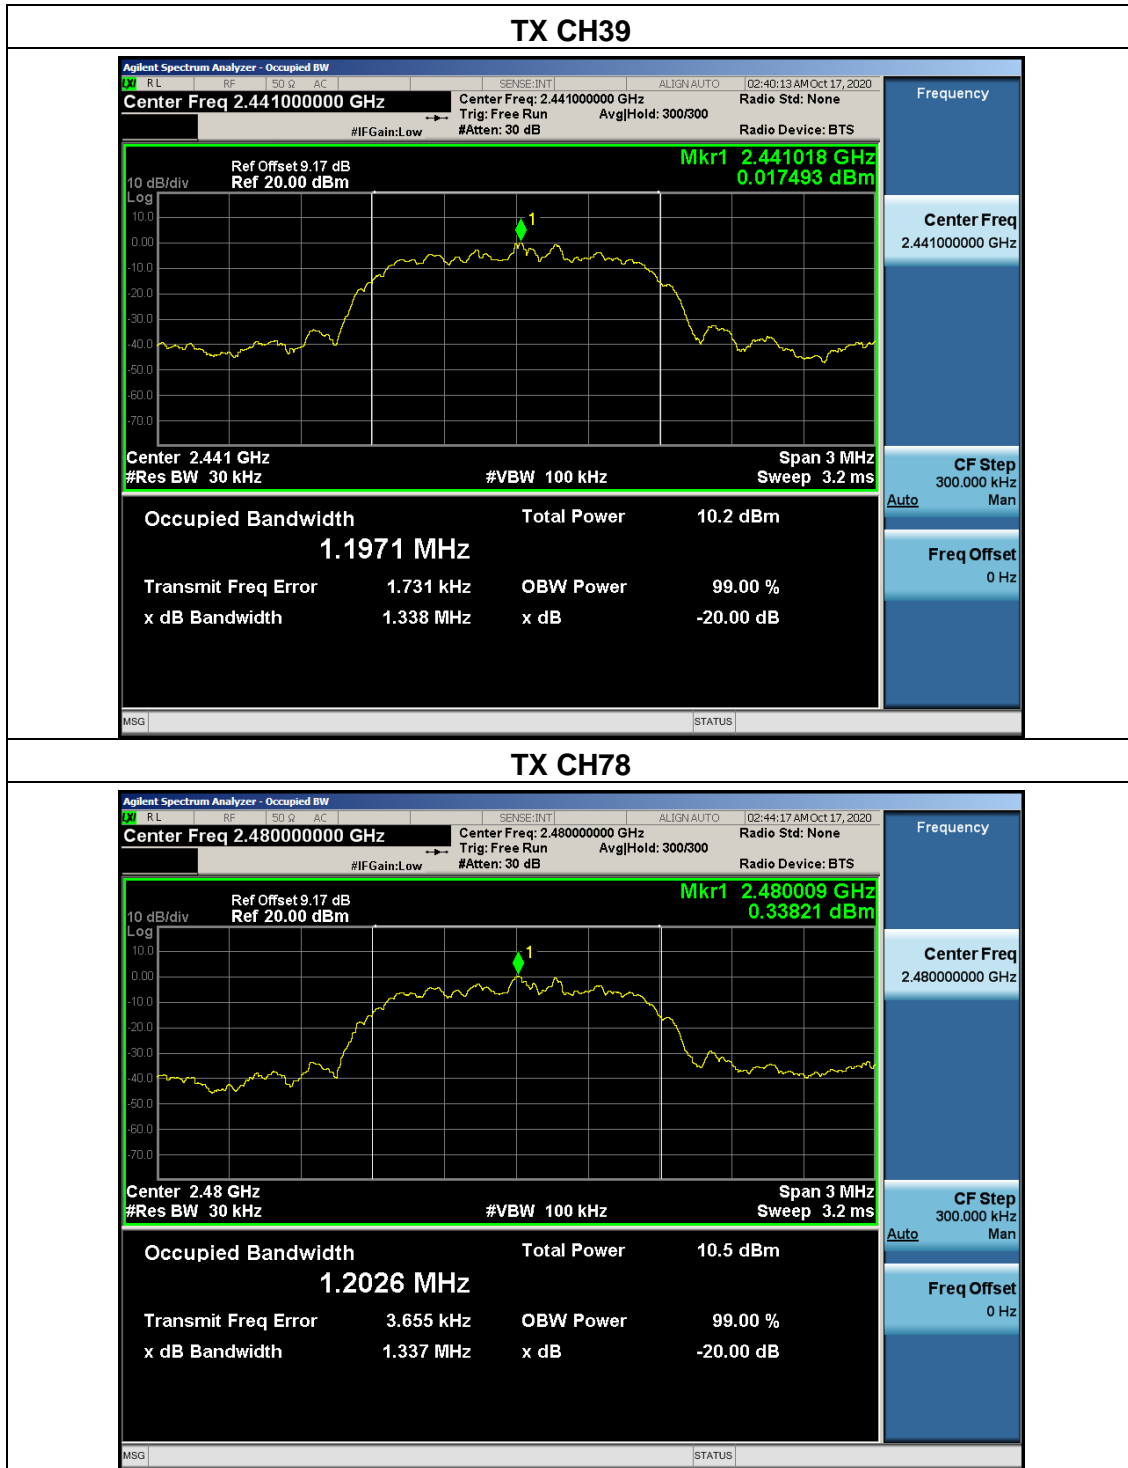 TX CH39
Agilent Spectrum Analyzer - Occupied BW
LXI RL RF 50 Ω AC SENSE:INT ALIGN AUTO 02:40:13 AM Oct 17, 2020
Center Freq 2.441000000 GHz
Center Freq: 2.441000000 GHz Radio Std: None
Trig: Free Run Avg|Hold: 300/300
#IFGain:Low #Atten: 30 dB Radio Device: BTS
Frequency
Mkr1 2.441018 GHz
0.017493 dBm
Ref Offset 9.17 dB
10 dB/div Ref 20.00 dBm
Log
10.0
1
0.00
-10.0
-20.0
-30.0
-40.0
-50.0
-60.0
-70.0
Center Freq
2.441000000 GHz
Center 2.441 GHz Span 3 MHz
#Res BW 30 kHz #VBW 100 kHz Sweep 3.2 ms
CF Step
300.000 kHz
Auto Man
Occupied Bandwidth Total Power 10.2 dBm
1.1971 MHz
Freq Offset
0 Hz
Transmit Freq Error 1.731 kHz OBW Power 99.00 %
x dB Bandwidth 1.338 MHz x dB -20.00 dB
MSG STATUS
TX CH78
Agilent Spectrum Analyzer - Occupied BW
LXI RL RF 50 Ω AC SENSE:INT ALIGN AUTO 02:44:17 AM Oct 17, 2020
Center Freq 2.480000000 GHz
Center Freq: 2.480000000 GHz Radio Std: None
Trig: Free Run Avg|Hold: 300/300
#IFGain:Low #Atten: 30 dB Radio Device: BTS
Frequency
Mkr1 2.480009 GHz
0.33821 dBm
Ref Offset 9.17 dB
10 dB/div Ref 20.00 dBm
Log
10.0
1
0.00
-10.0
-20.0
-30.0
-40.0
-50.0
-60.0
-70.0
Center Freq
2.480000000 GHz
Center 2.48 GHz Span 3 MHz
#Res BW 30 kHz #VBW 100 kHz Sweep 3.2 ms
CF Step
300.000 kHz
Auto Man
Occupied Bandwidth Total Power 10.5 dBm
1.2026 MHz
Freq Offset
0 Hz
Transmit Freq Error 3.655 kHz OBW Power 99.00 %
x dB Bandwidth 1.337 MHz x dB -20.00 dB
MSG STATUS